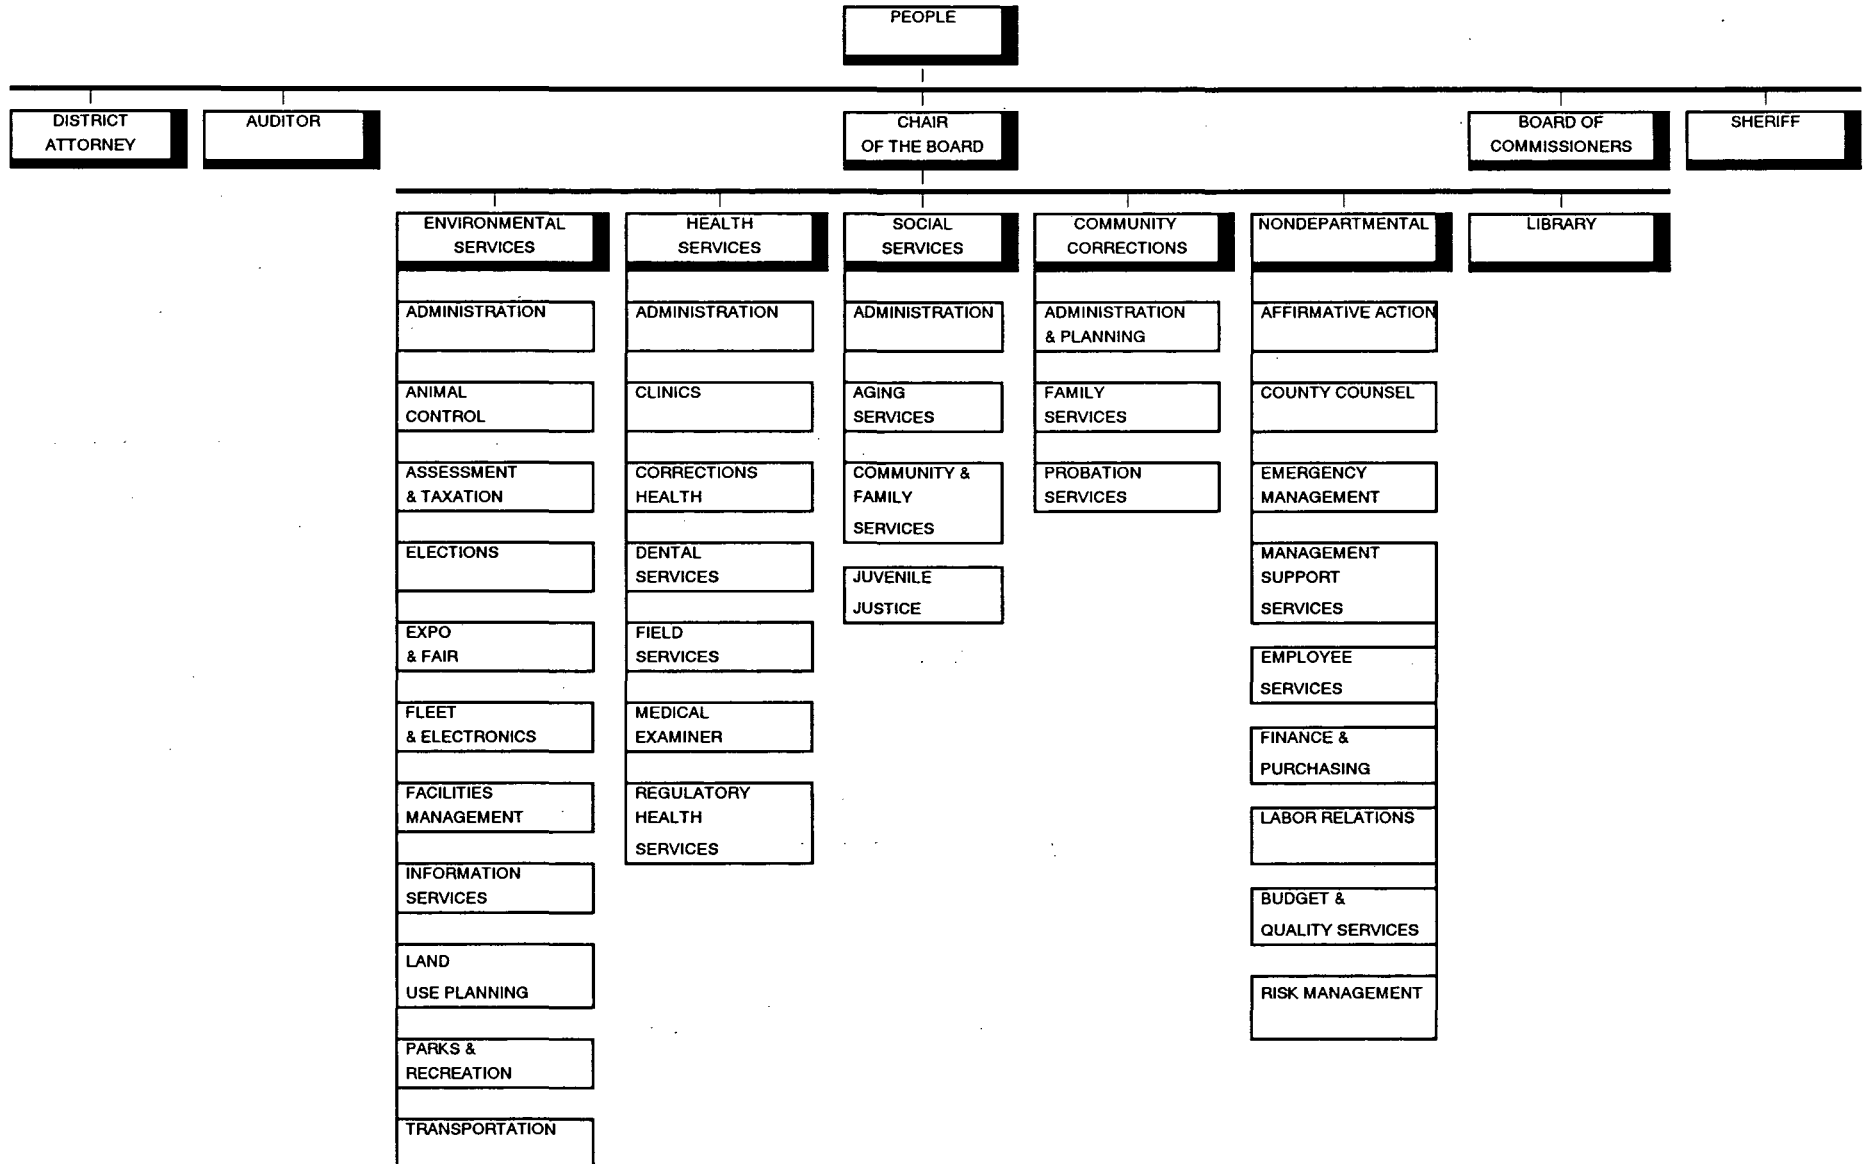 PEOPLE
DISTRICT
ATTORNEY
AUDITOR
CHAIR
OF THE BOARD
BOARD OF
COMMISSIONERS
SHERIFF
ENVIRONMENTAL
SERVICES
HEALTH
SERVICES
SOCIAL
SERVICES
COMMUNITY
CORRECTIONS
NONDEPARTMENTAL
LIBRARY
ADMINISTRATION
ANIMAL
CONTROL
ASSESSMENT
& TAXATION
ELECTIONS
EXPO
& FAIR
FLEET
& ELECTRONICS
FACILITIES
MANAGEMENT
INFORMATION
SERVICES
LAND
USE PLANNING
PARKS &
RECREATION
TRANSPORTATION
ADMINISTRATION
CLINICS
CORRECTIONS
HEALTH
DENTAL
SERVICES
FIELD
SERVICES
MEDICAL
EXAMINER
REGULATORY
HEALTH
SERVICES
ADMINISTRATION
AGING
SERVICES
COMMUNITY &
FAMILY
SERVICES
JUVENILE
JUSTICE
ADMINISTRATION
& PLANNING
FAMILY
SERVICES
PROBATION
SERVICES
AFFIRMATIVE ACTION
COUNTY COUNSEL
EMERGENCY
MANAGEMENT
MANAGEMENT
SUPPORT
SERVICES
EMPLOYEE
SERVICES
FINANCE &
PURCHASING
LABOR RELATIONS
BUDGET &
QUALITY SERVICES
RISK MANAGEMENT